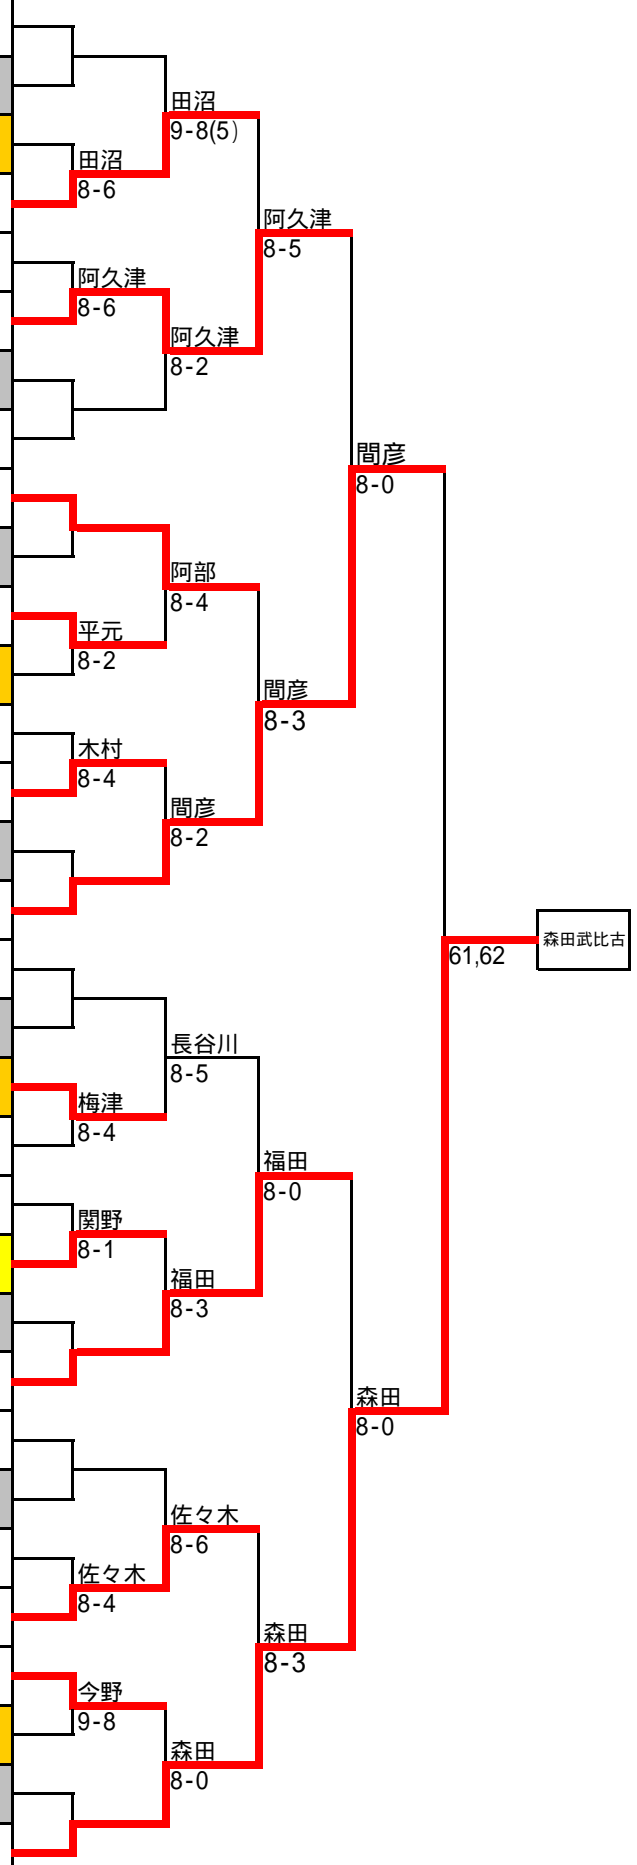 田沼
9-8(5)
田沼
8-6
阿久津
8-5
阿久津
8-6
阿久津
8-2
間彦
8-0
阿部
8-4
平元
8-2
間彦
8-3
木村
8-4
間彦
8-2
森田武比古
61,62
長谷川
8-5
梅津
8-4
福田
8-0
関野
8-1
福田
8-3
森田
8-0
佐々木
8-6
佐々木
8-4
森田
8-3
今野
9-8
森田
8-0